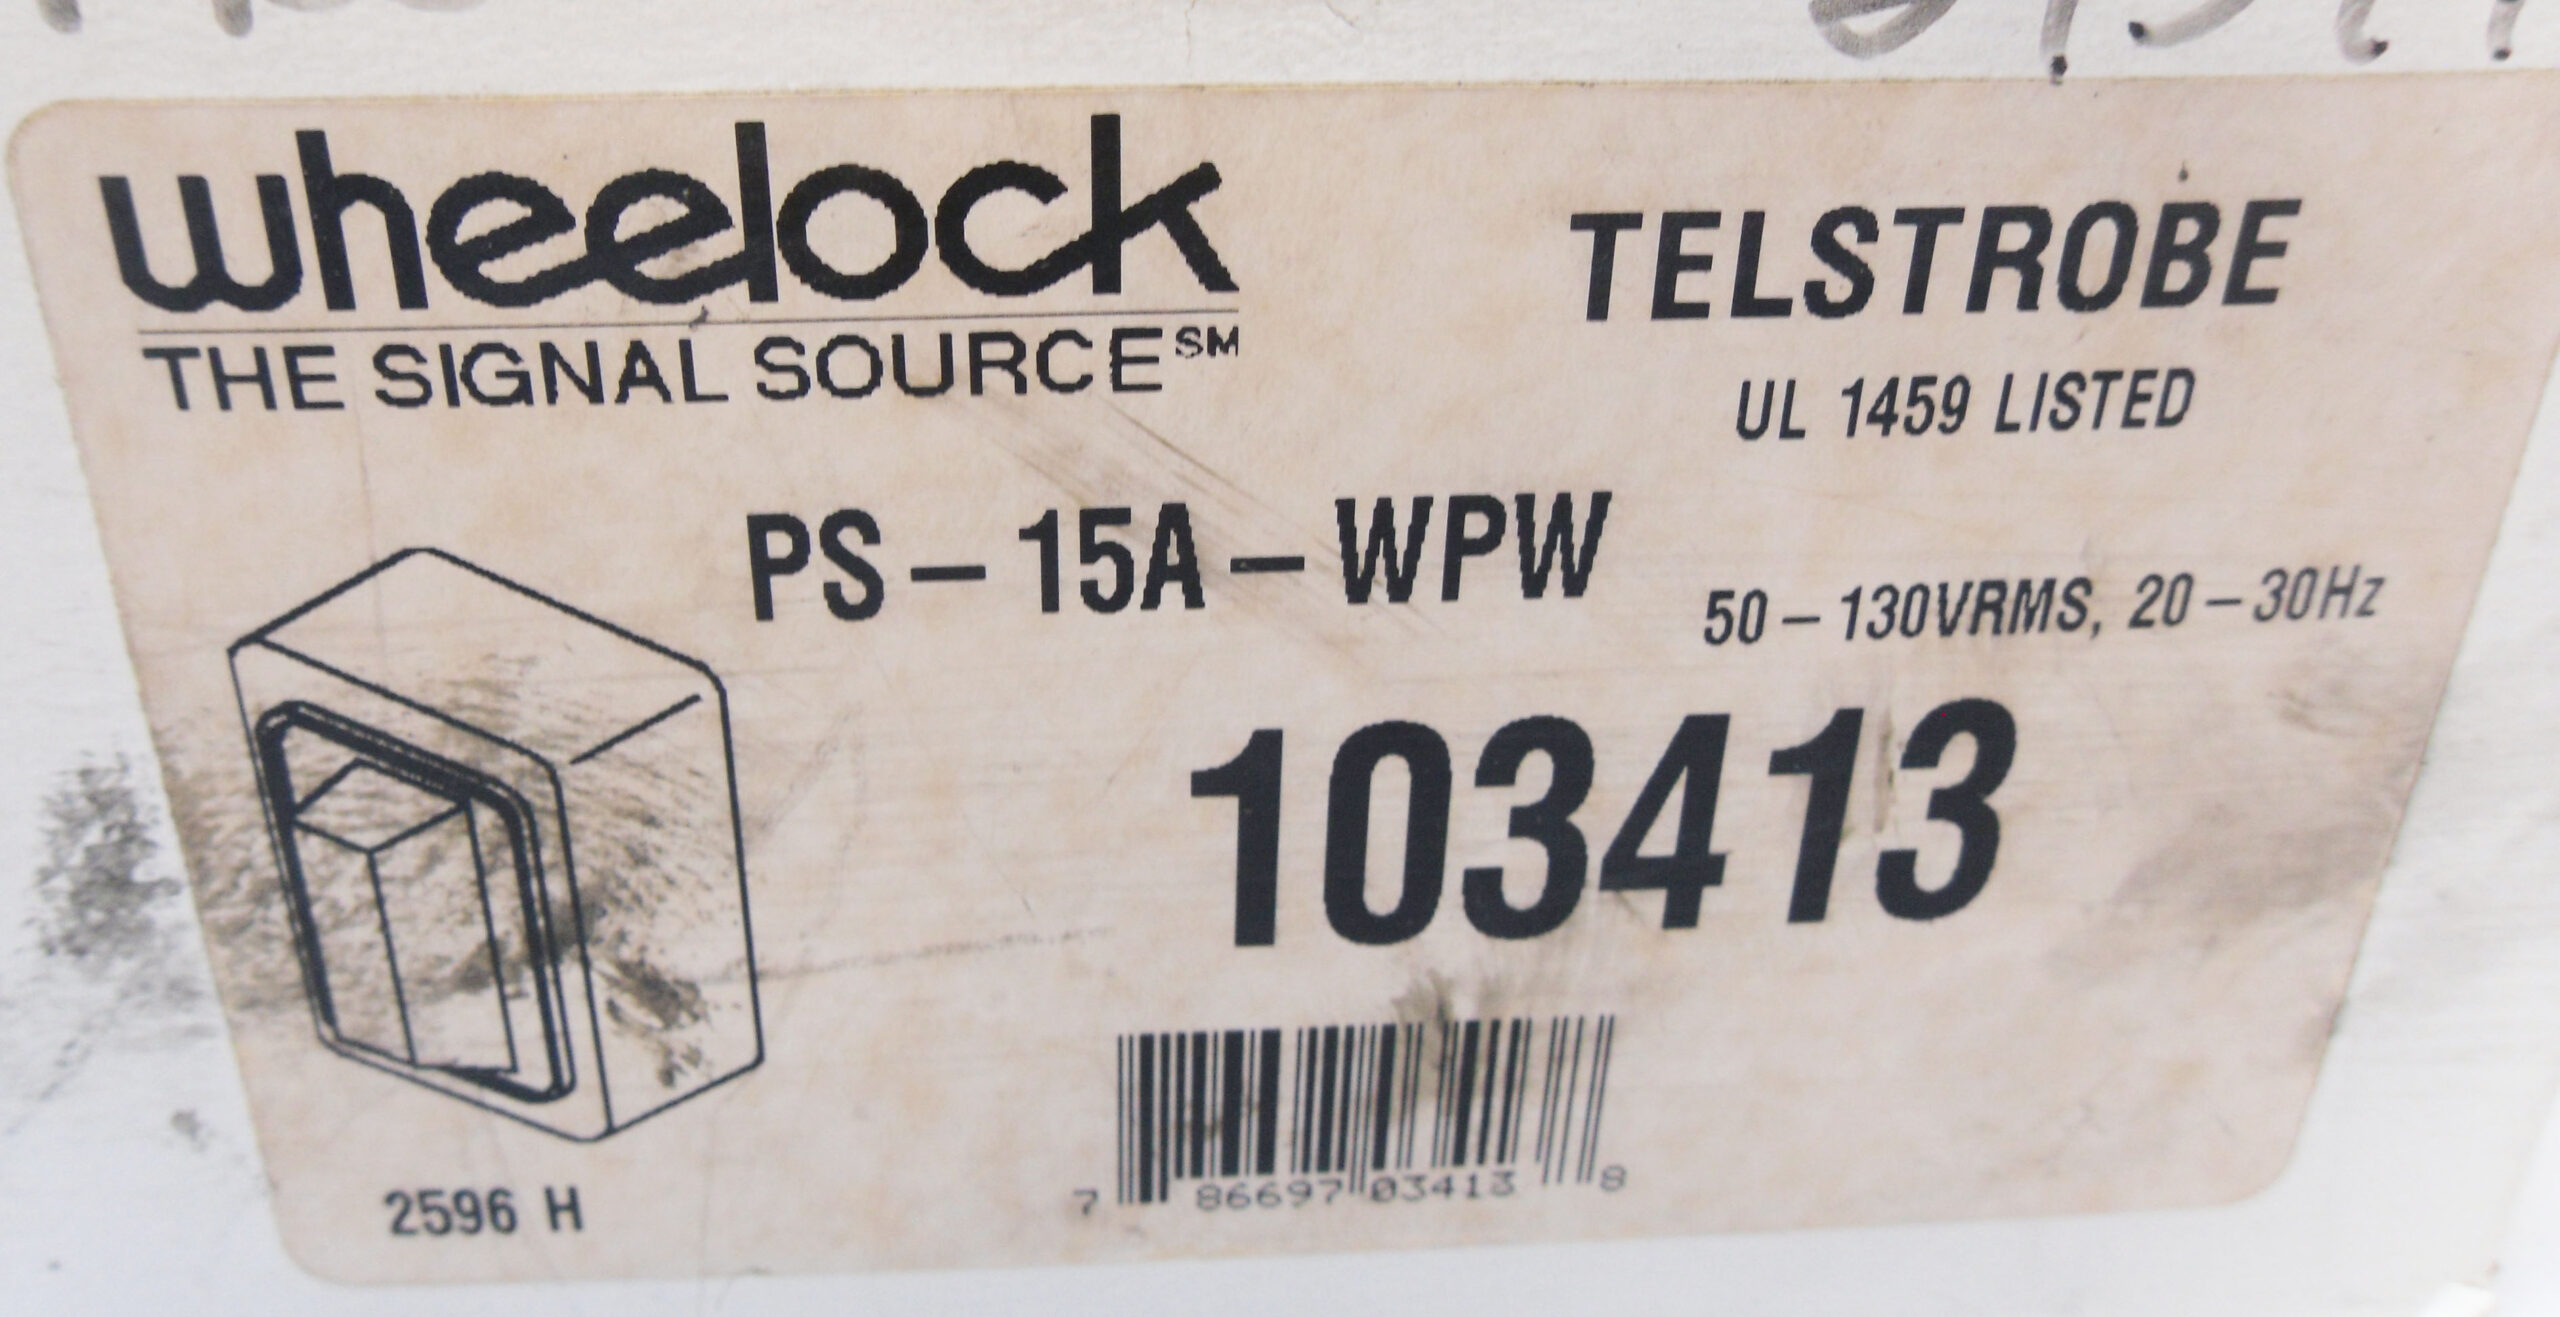 wheelock
THE SIGNAL SOURCE℠
TELSTROBE
UL 1459 LISTED
PS-15A-WPW
50-130VRMS, 20-30Hz
103413
7 86697 03413 8
2596 H